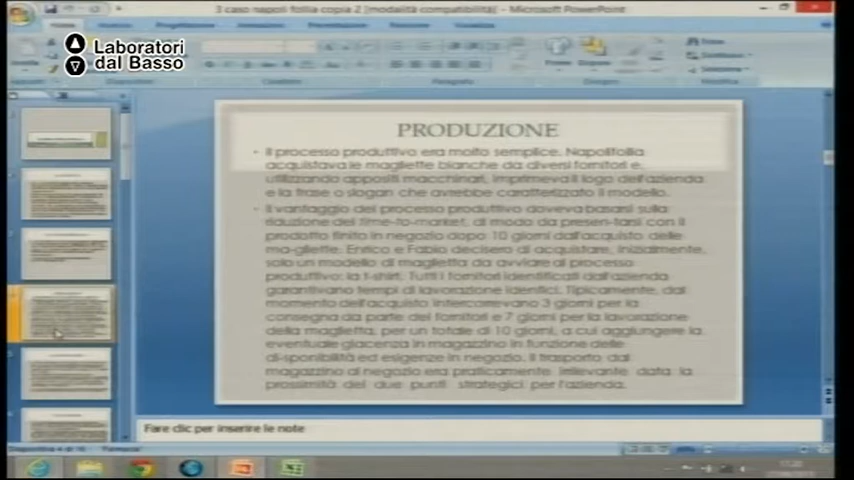 3 caso napoli follia copia 2 [modalità compatibilità] - Microsoft PowerPoint
Laboratori
dal Basso
PRODUZIONE
• Il processo produttivo era molto semplice. Napolifollia
acquistava le magliette bianche da diversi fornitori e,
utilizzando appositi macchinari, imprimeva il logo dell'azienda
e la frase o slogan che avrebbe caratterizzato il modello.
• Il vantaggio del processo produttivo doveva basarsi sulla
riduzione del time-to-market, di modo da presen-tarsi con il
prodotto finito in negozio dopo 10 giorni dall'acquisto delle
ma-gliette. Enrico e Fabio decisero di acquistare, inizialmente,
solo un modello di maglietta da avviare al processo
produttivo: la t-shirt. Tutti i fornitori identificati dall'azienda
garantivano tempi di lavorazione identici. Tipicamente, dal
momento dell'acquisto intercorrevano 3 giorni per la
consegna da parte dei fornitori e 7 giorni per la lavorazione
della maglietta, per un totale di 10 giorni, a cui aggiungere la
eventuale giacenza in magazzino in funzione delle
di-sponibilità ed esigenze in negozio. Il trasporto dal
magazzino al negozio era praticamente irrilevante data la
prossimità dei due punti strategici per l'azienda.
Fare clic per inserire le note